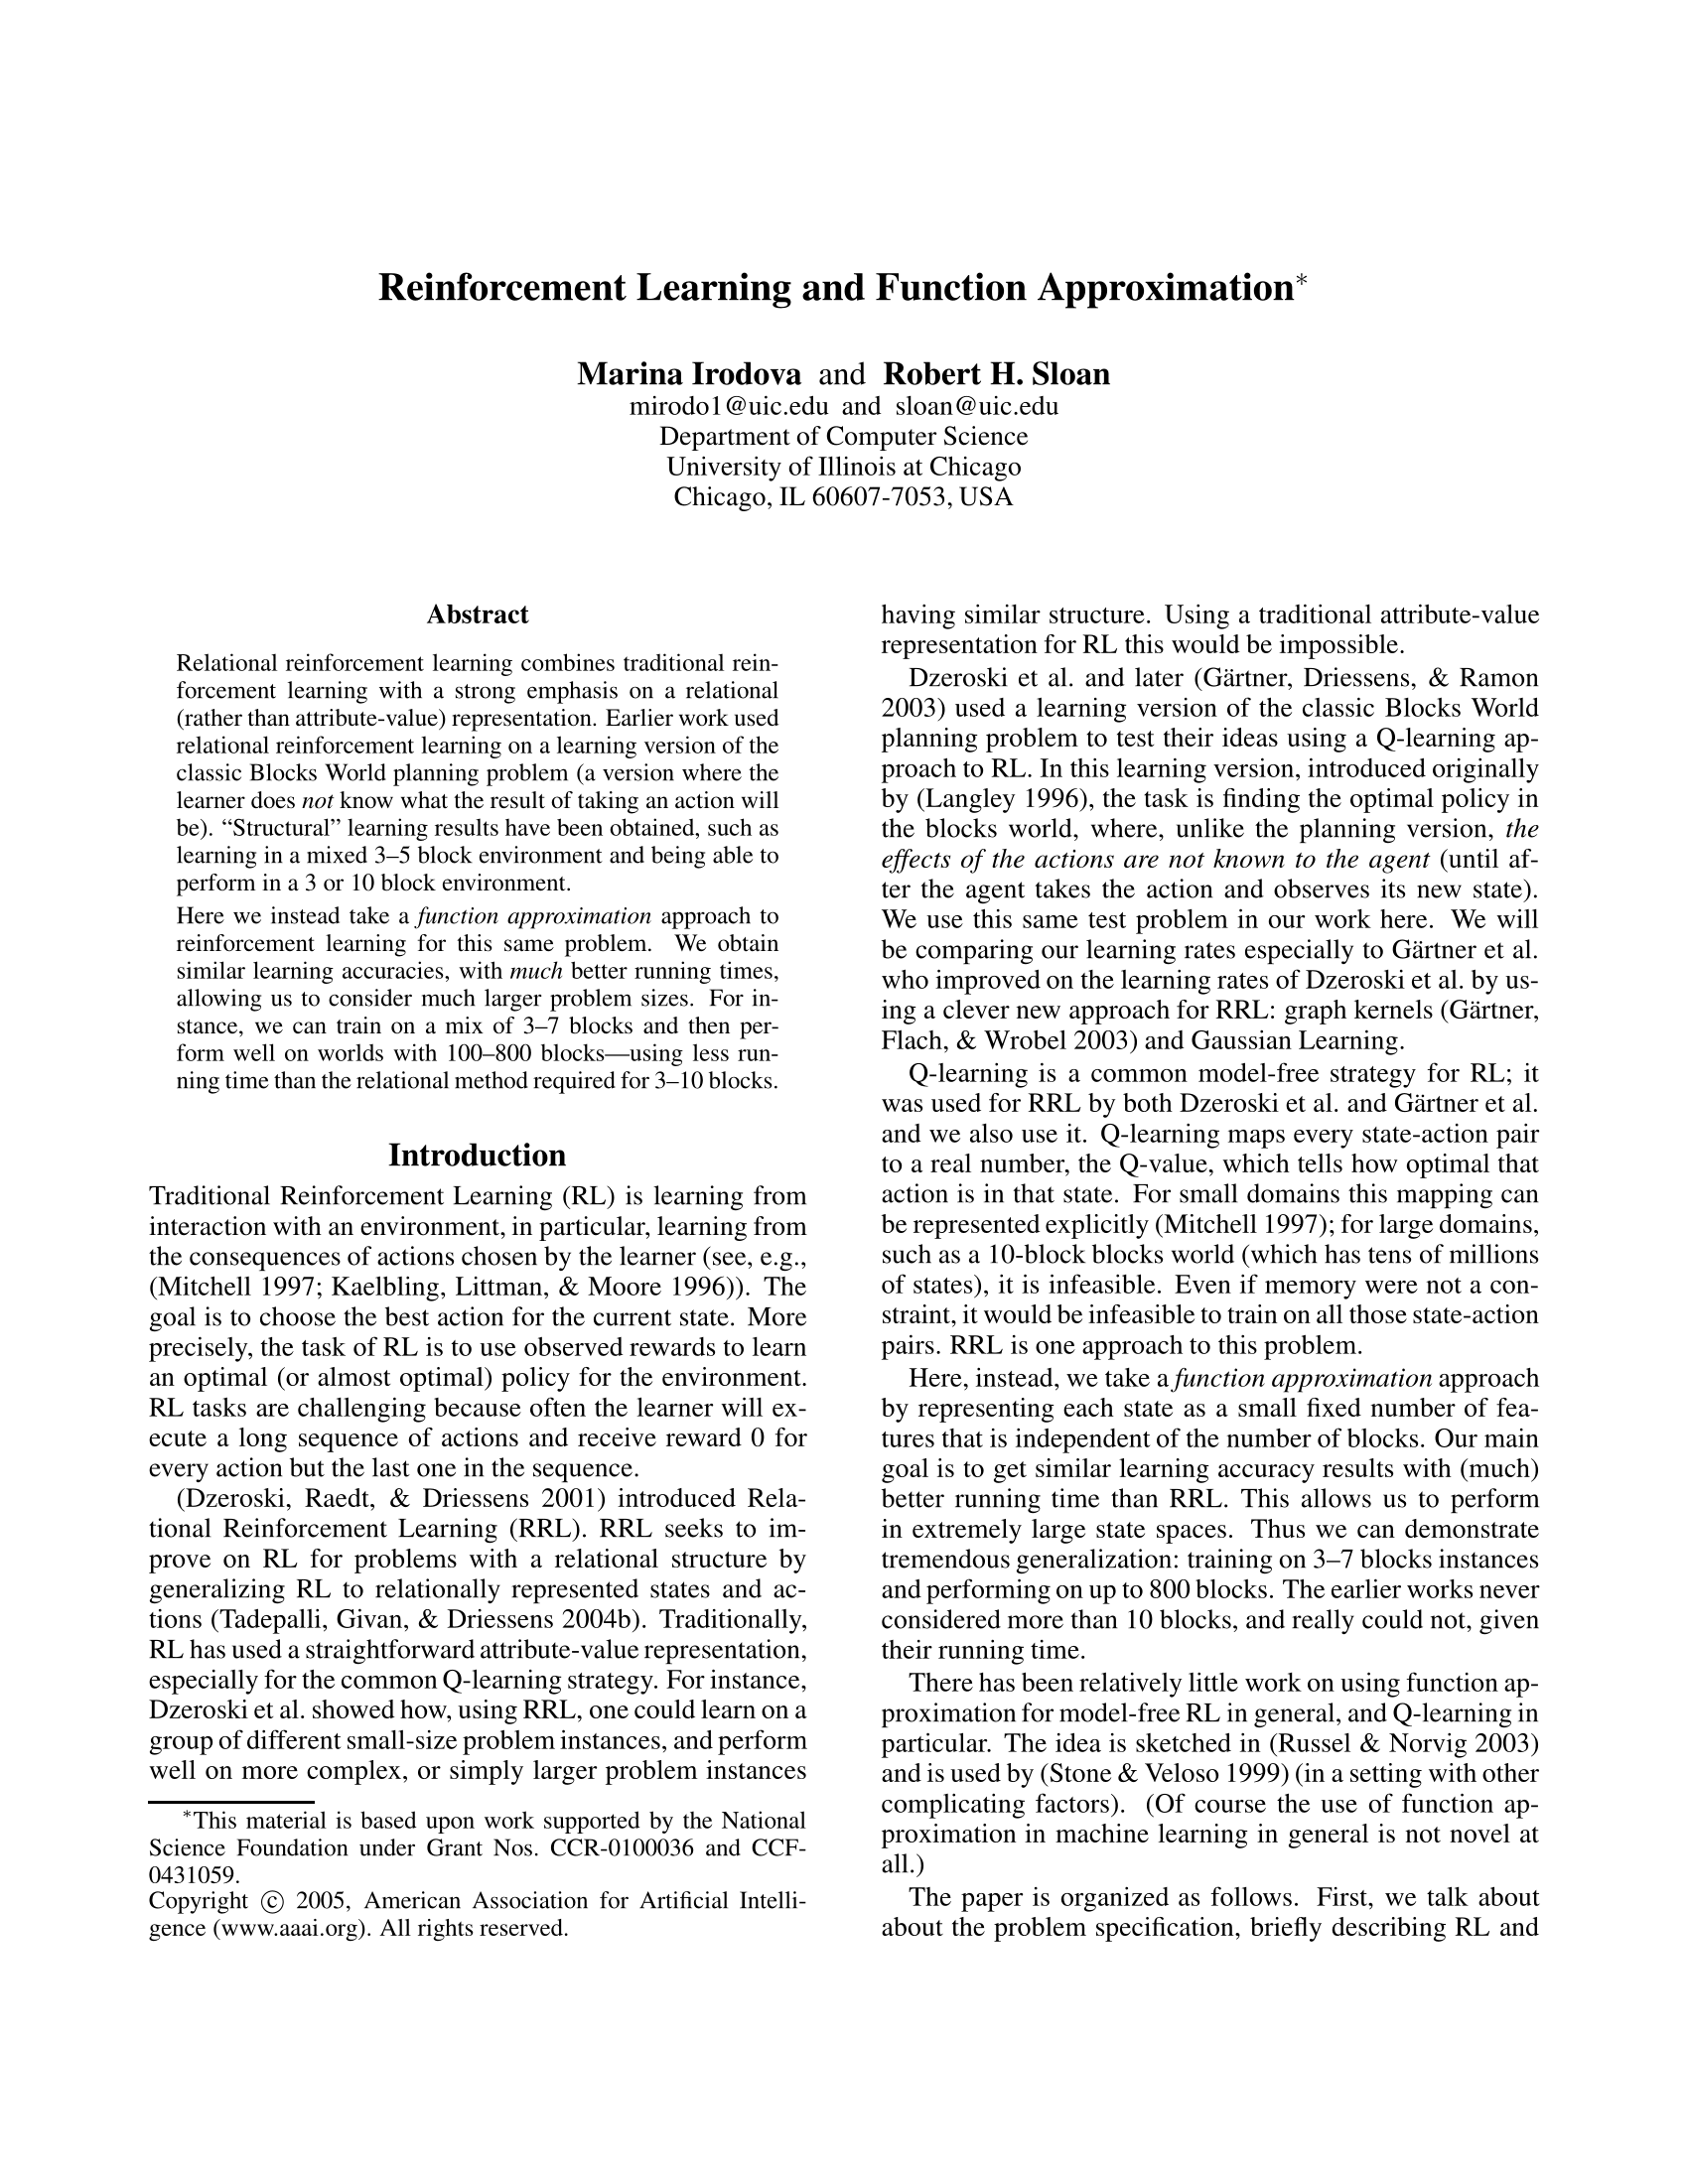 Reinforcement Learning and Function Approximation*
Marina Irodova and Robert H. Sloan
mirodo1@uic.edu and sloan@uic.edu
Department of Computer Science
University of Illinois at Chicago
Chicago, IL 60607-7053, USA
Abstract
Relational reinforcement learning combines traditional rein-
forcement learning with a strong emphasis on a relational
(rather than attribute-value) representation. Earlier work used
relational reinforcement learning on a learning version of the
classic Blocks World planning problem (a version where the
learner does not know what the result of taking an action will
be). “Structural” learning results have been obtained, such as
learning in a mixed 3–5 block environment and being able to
perform in a 3 or 10 block environment.
Here we instead take a function approximation approach to
reinforcement learning for this same problem. We obtain
similar learning accuracies, with much better running times,
allowing us to consider much larger problem sizes. For in-
stance, we can train on a mix of 3–7 blocks and then per-
form well on worlds with 100–800 blocks—using less run-
ning time than the relational method required for 3–10 blocks.
Introduction
Traditional Reinforcement Learning (RL) is learning from
interaction with an environment, in particular, learning from
the consequences of actions chosen by the learner (see, e.g.,
(Mitchell 1997; Kaelbling, Littman, & Moore 1996)). The
goal is to choose the best action for the current state. More
precisely, the task of RL is to use observed rewards to learn
an optimal (or almost optimal) policy for the environment.
RL tasks are challenging because often the learner will ex-
ecute a long sequence of actions and receive reward 0 for
every action but the last one in the sequence.
(Dzeroski, Raedt, & Driessens 2001) introduced Rela-
tional Reinforcement Learning (RRL). RRL seeks to im-
prove on RL for problems with a relational structure by
generalizing RL to relationally represented states and ac-
tions (Tadepalli, Givan, & Driessens 2004b). Traditionally,
RL has used a straightforward attribute-value representation,
especially for the common Q-learning strategy. For instance,
Dzeroski et al. showed how, using RRL, one could learn on a
group of different small-size problem instances, and perform
well on more complex, or simply larger problem instances
*This material is based upon work supported by the National
Science Foundation under Grant Nos. CCR-0100036 and CCF-
0431059.
Copyright © 2005, American Association for Artificial Intelli-
gence (www.aaai.org). All rights reserved.
having similar structure. Using a traditional attribute-value
representation for RL this would be impossible.
Dzeroski et al. and later (Gärtner, Driessens, & Ramon
2003) used a learning version of the classic Blocks World
planning problem to test their ideas using a Q-learning ap-
proach to RL. In this learning version, introduced originally
by (Langley 1996), the task is finding the optimal policy in
the blocks world, where, unlike the planning version, the
effects of the actions are not known to the agent (until af-
ter the agent takes the action and observes its new state).
We use this same test problem in our work here. We will
be comparing our learning rates especially to Gärtner et al.
who improved on the learning rates of Dzeroski et al. by us-
ing a clever new approach for RRL: graph kernels (Gärtner,
Flach, & Wrobel 2003) and Gaussian Learning.
Q-learning is a common model-free strategy for RL; it
was used for RRL by both Dzeroski et al. and Gärtner et al.
and we also use it. Q-learning maps every state-action pair
to a real number, the Q-value, which tells how optimal that
action is in that state. For small domains this mapping can
be represented explicitly (Mitchell 1997); for large domains,
such as a 10-block blocks world (which has tens of millions
of states), it is infeasible. Even if memory were not a con-
straint, it would be infeasible to train on all those state-action
pairs. RRL is one approach to this problem.
Here, instead, we take a function approximation approach
by representing each state as a small fixed number of fea-
tures that is independent of the number of blocks. Our main
goal is to get similar learning accuracy results with (much)
better running time than RRL. This allows us to perform
in extremely large state spaces. Thus we can demonstrate
tremendous generalization: training on 3–7 blocks instances
and performing on up to 800 blocks. The earlier works never
considered more than 10 blocks, and really could not, given
their running time.
There has been relatively little work on using function ap-
proximation for model-free RL in general, and Q-learning in
particular. The idea is sketched in (Russel & Norvig 2003)
and is used by (Stone & Veloso 1999) (in a setting with other
complicating factors). (Of course the use of function ap-
proximation in machine learning in general is not novel at
all.)
The paper is organized as follows. First, we talk about
about the problem specification, briefly describing RL and